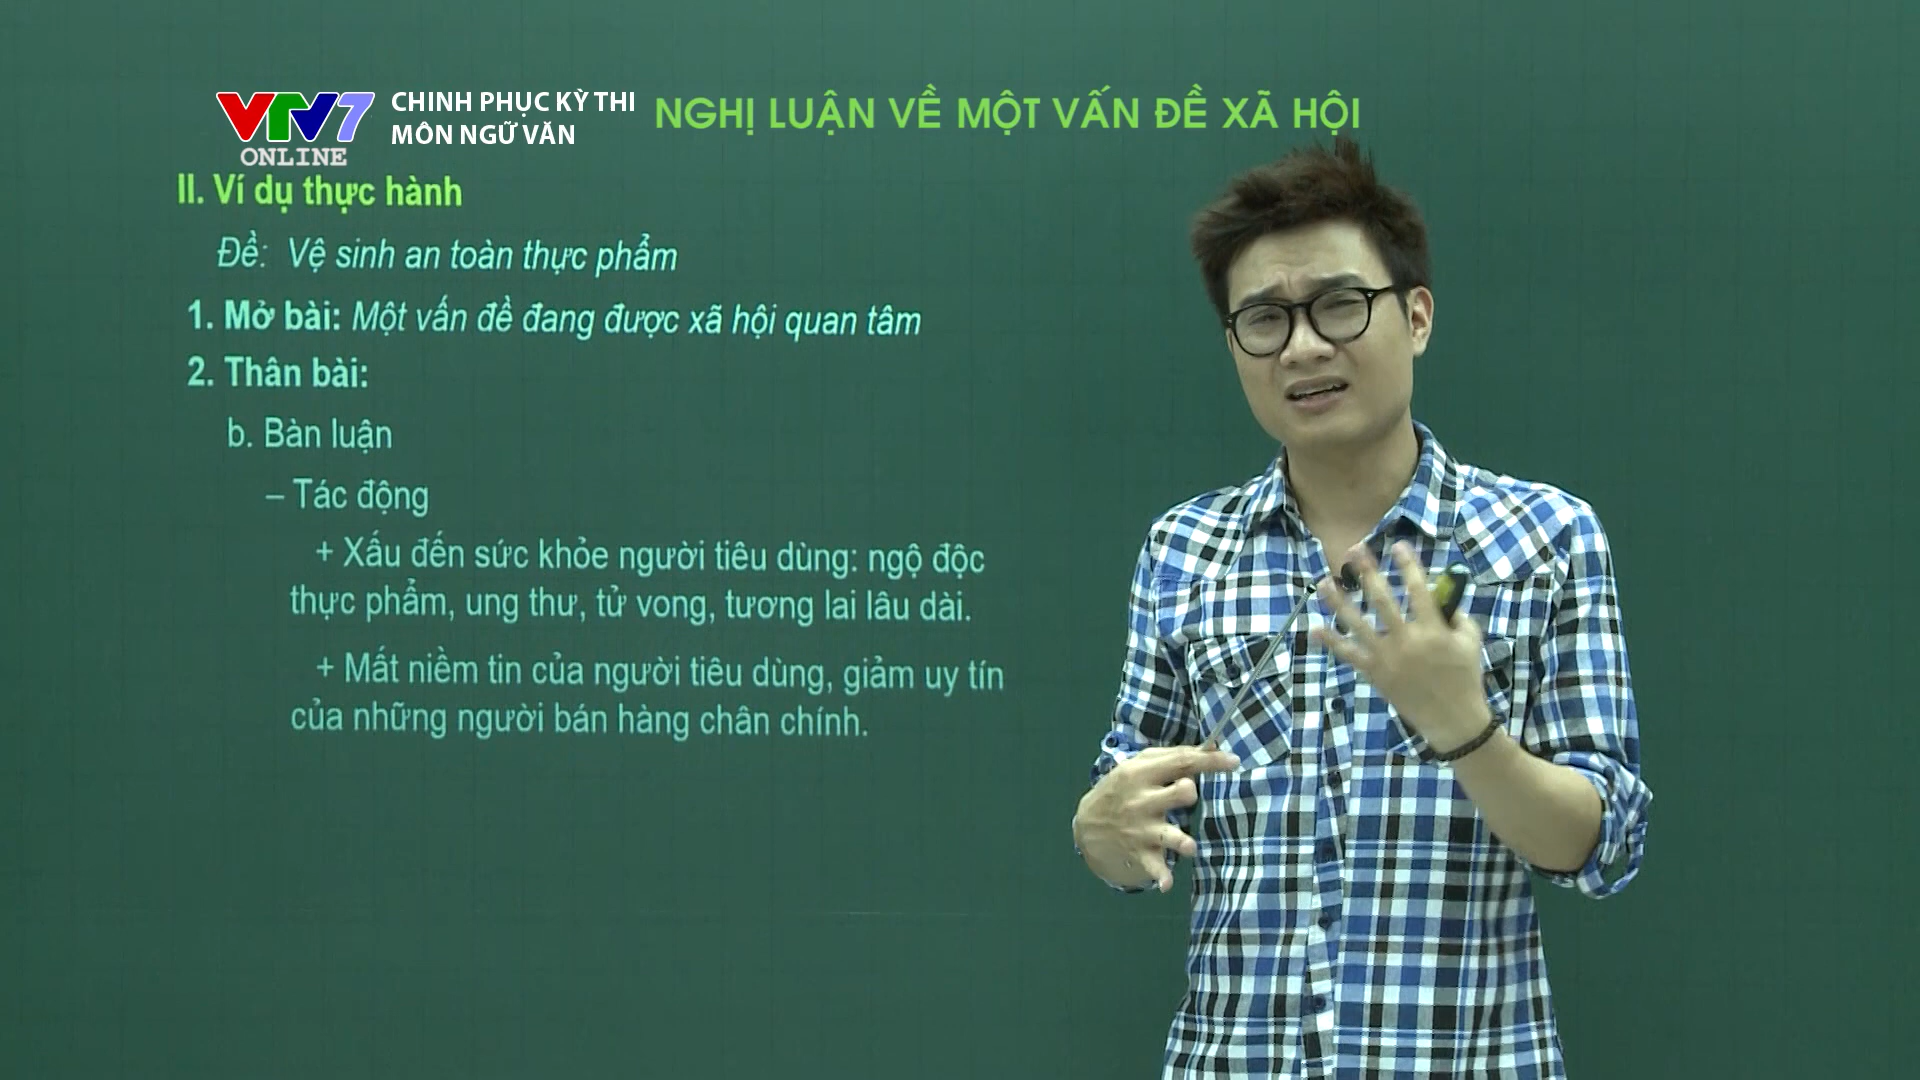 VTV7
ONLINE
CHINH PHỤC KỲ THI
MÔN NGỮ VĂN
NGHỊ LUẬN VỀ MỘT VẤN ĐỀ XÃ HỘI
II. Ví dụ thực hành
Đề: Vệ sinh an toàn thực phẩm
1. Mở bài: Một vấn đề đang được xã hội quan tâm
2. Thân bài:
b. Bàn luận
– Tác động
+ Xấu đến sức khỏe người tiêu dùng: ngộ độc
thực phẩm, ung thư, tử vong, tương lai lâu dài.
+ Mất niềm tin của người tiêu dùng, giảm uy tín
của những người bán hàng chân chính.